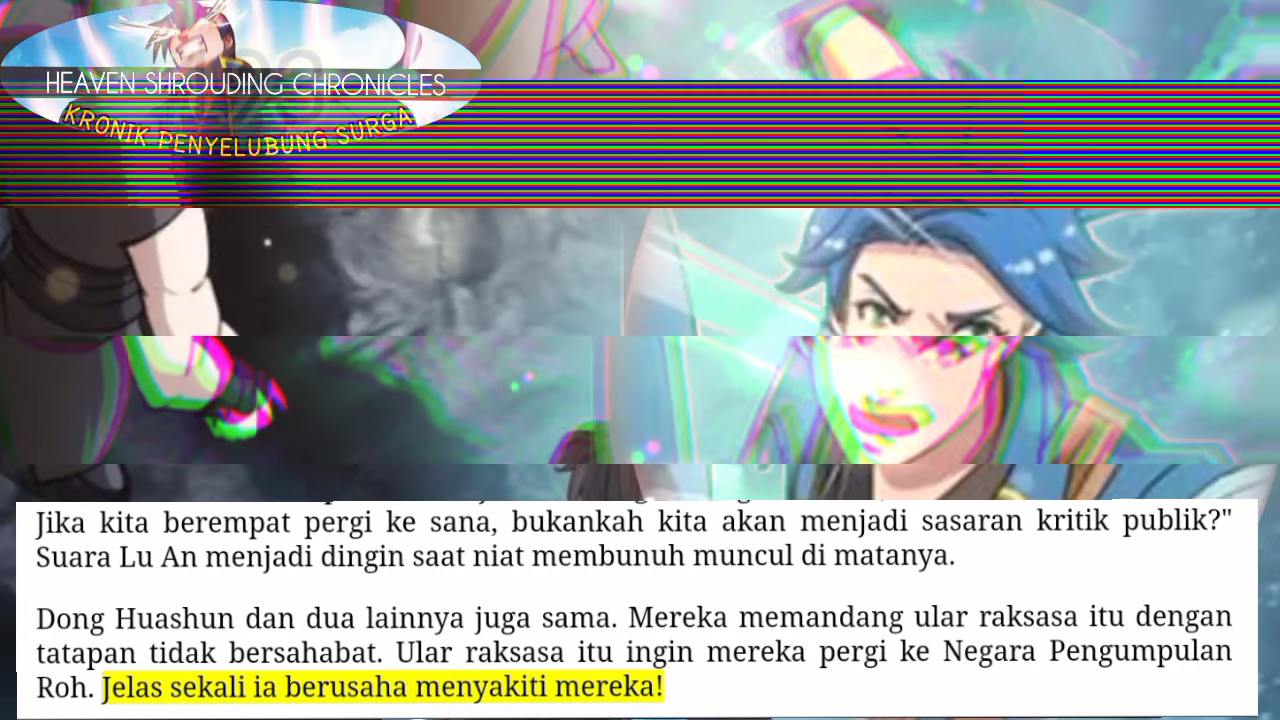 HEAVEN SHROUDING CHRONICLES
KRONIK PENYELUBUNG SURGA
Jika kita berempat pergi ke sana, bukankah kita akan menjadi sasaran kritik publik?"
Suara Lu An menjadi dingin saat niat membunuh muncul di matanya.
Dong Huashun dan dua lainnya juga sama. Mereka memandang ular raksasa itu dengan
tatapan tidak bersahabat. Ular raksasa itu ingin mereka pergi ke Negara Pengumpulan
Roh. Jelas sekali ia berusaha menyakiti mereka!